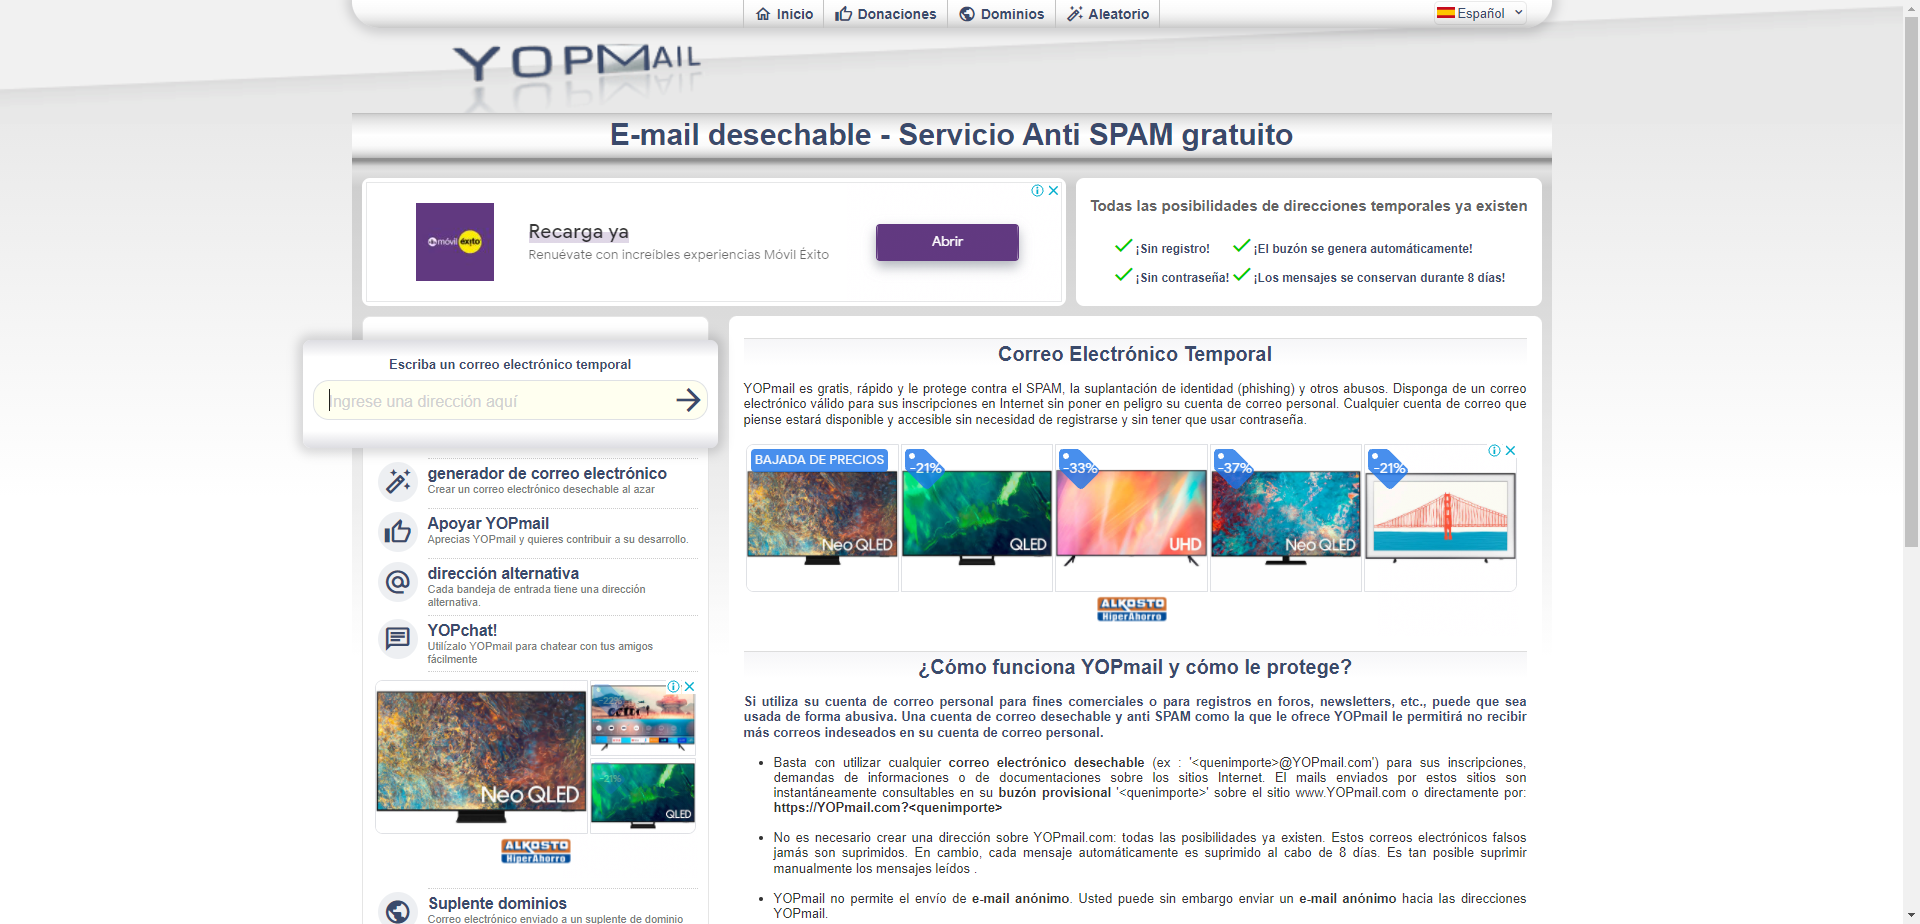 Inicio
Donaciones
Dominios
Aleatorio
Español
YOPMAIL
E-mail desechable - Servicio Anti SPAM gratuito
móvil éxito
Recarga ya
Renuévate con increíbles experiencias Móvil Éxito
Abrir
Todas las posibilidades de direcciones temporales ya existen
¡Sin registro!
¡El buzón se genera automáticamente!
¡Sin contraseña!
¡Los mensajes se conservan durante 8 días!
Escriba un correo electrónico temporal
Ingrese una dirección aquí
generador de correo electrónico
Crear un correo electrónico desechable al azar
Apoyar YOPmail
Aprecias YOPmail y quieres contribuir a su desarrollo.
dirección alternativa
Cada bandeja de entrada tiene una dirección
alternativa.
YOPchat!
Utilízalo YOPmail para chatear con tus amigos
fácilmente
Neo QLED
-21%
QLED
ALKOSTO
HiperAhorro
Suplente dominios
Correo electrónico enviado a un suplente de dominio
Correo Electrónico Temporal
YOPmail es gratis, rápido y le protege contra el SPAM, la suplantación de identidad (phishing) y otros abusos. Disponga de un correo
electrónico válido para sus inscripciones en Internet sin poner en peligro su cuenta de correo personal. Cualquier cuenta de correo que
piense estará disponible y accesible sin necesidad de registrarse y sin tener que usar contraseña.
BAJADA DE PRECIOS
-21%
-33%
-37%
-21%
Neo QLED
QLED
UHD
Neo QLED
ALKOSTO
HiperAhorro
¿Cómo funciona YOPmail y cómo le protege?
Si utiliza su cuenta de correo personal para fines comerciales o para registros en foros, newsletters, etc., puede que sea
usada de forma abusiva. Una cuenta de correo desechable y anti SPAM como la que le ofrece YOPmail le permitirá no recibir
más correos indeseados en su cuenta de correo personal.
• Basta con utilizar cualquier correo electrónico desechable (ex : '<quenimporte>@YOPmail.com') para sus inscripciones,
demandas de informaciones o de documentaciones sobre los sitios Internet. El mails enviados por estos sitios son
instantáneamente consultables en su buzón provisional '<quenimporte>' sobre el sitio www.YOPmail.com o directamente por:
https://YOPmail.com?<quenimporte>
• No es necesario crear una dirección sobre YOPmail.com: todas las posibilidades ya existen. Estos correos electrónicos falsos
jamás son suprimidos. En cambio, cada mensaje automáticamente es suprimido al cabo de 8 días. Es tan posible suprimir
manualmente los mensajes leídos .
• YOPmail no permite el envío de e-mail anónimo. Usted puede sin embargo enviar un e-mail anónimo hacia las direcciones
YOPmail.